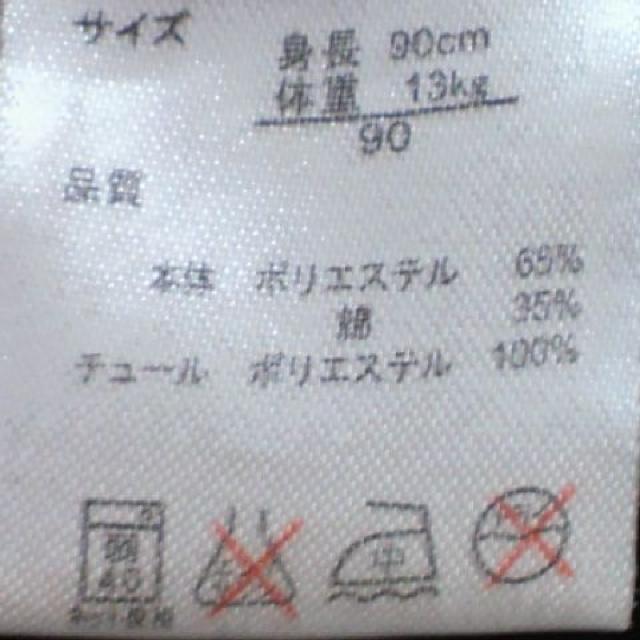 サイズ
身長 90cm
体重 13kg
90
品質
本体 ポリエステル 65%
綿 35%
チュール ポリエステル 100%
弱
40
中